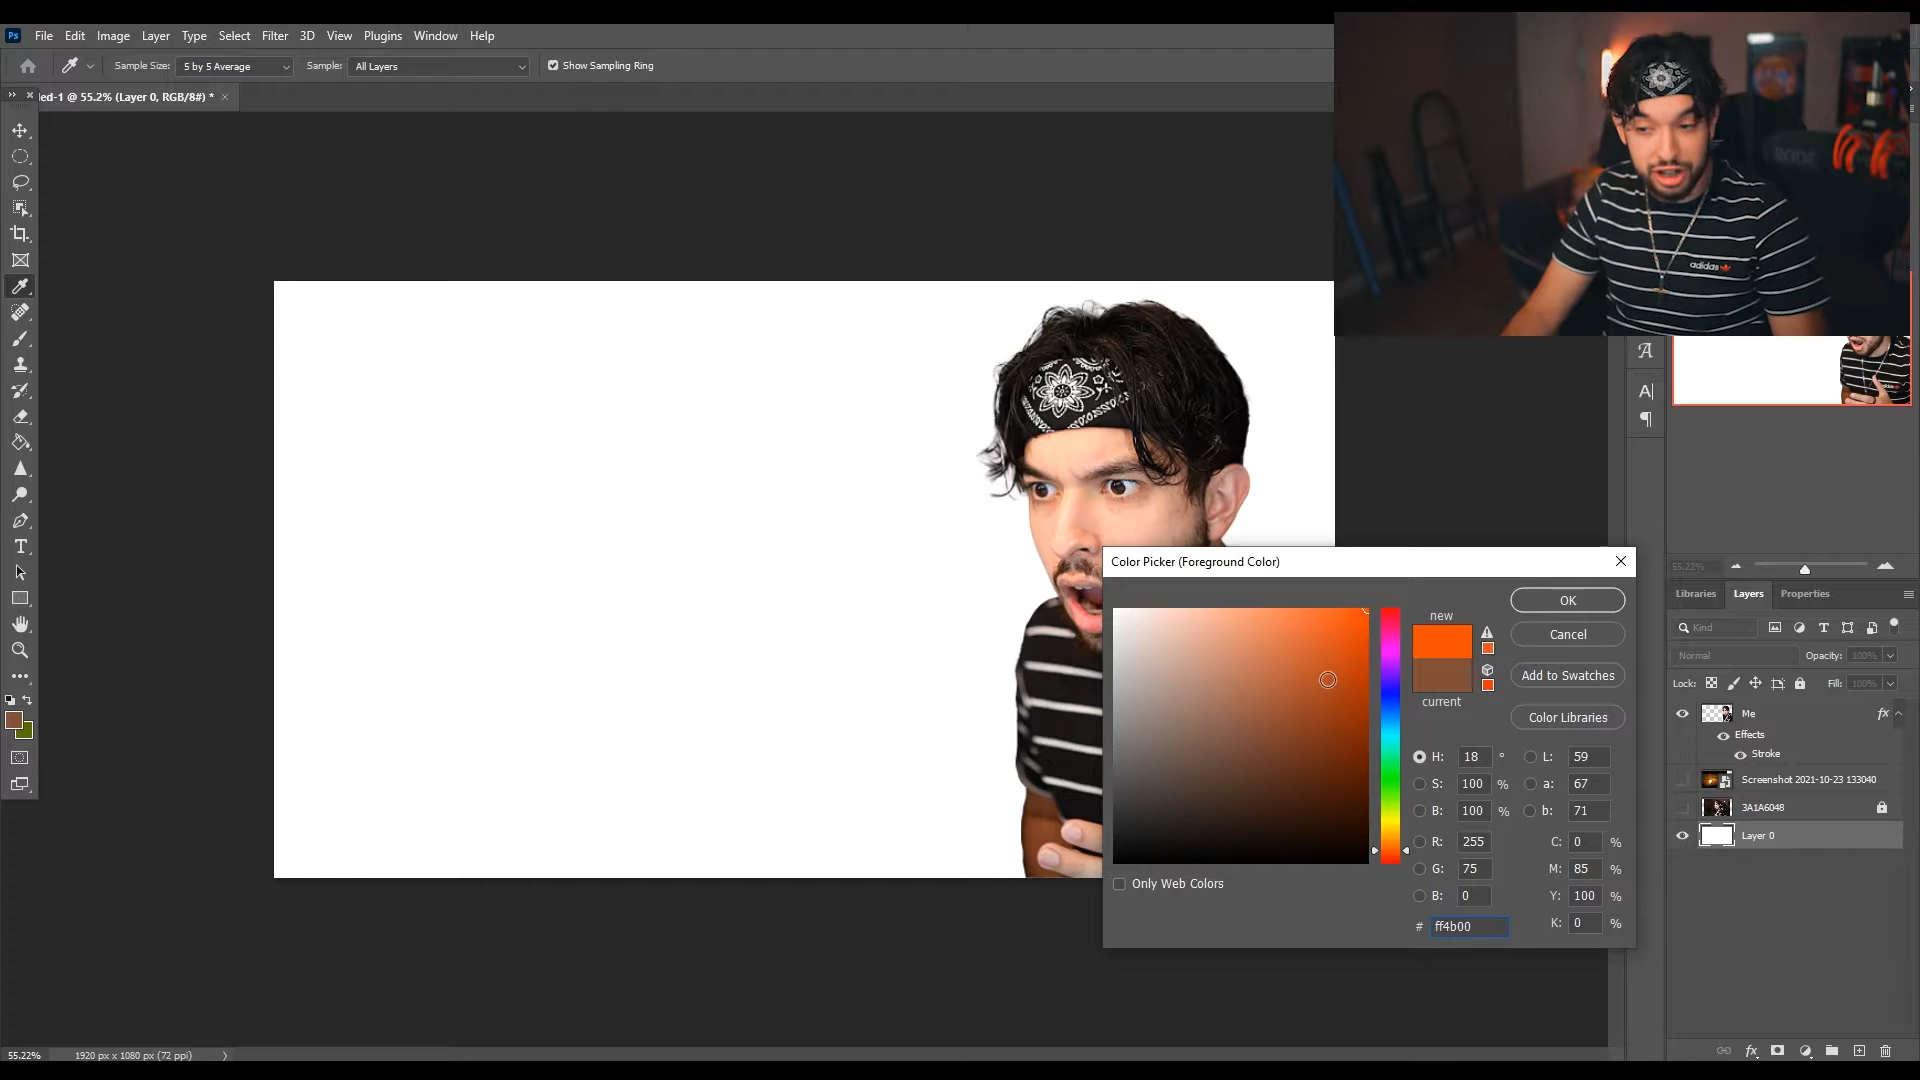 Ps File Edit Image Layer Type Select Filter 3D View Plugins Window Help
Sample Size: 5 by 5 Average Sample: All Layers Show Sampling Ring
led-1 @ 55.2% (Layer 0, RGB/8#) * ×
adidas
Color Picker (Foreground Color)
new
current
OK
Cancel
Add to Swatches
Color Libraries
H: 18 °
S: 100 %
B: 100 %
R: 255
G: 75
B: 0
# ff4b00
L: 59
a: 67
b: 71
C: 0 %
M: 85 %
Y: 100 %
K: 0 %
Only Web Colors
55.22%
Libraries Layers Properties
Kind
Normal Opacity: 100%
Lock: Fill: 100%
Me fx
Effects
Stroke
Screenshot 2021-10-23 133040
3A1A6048
Layer 0
fx
55.22% 1920 px x 1080 px (72 ppi)